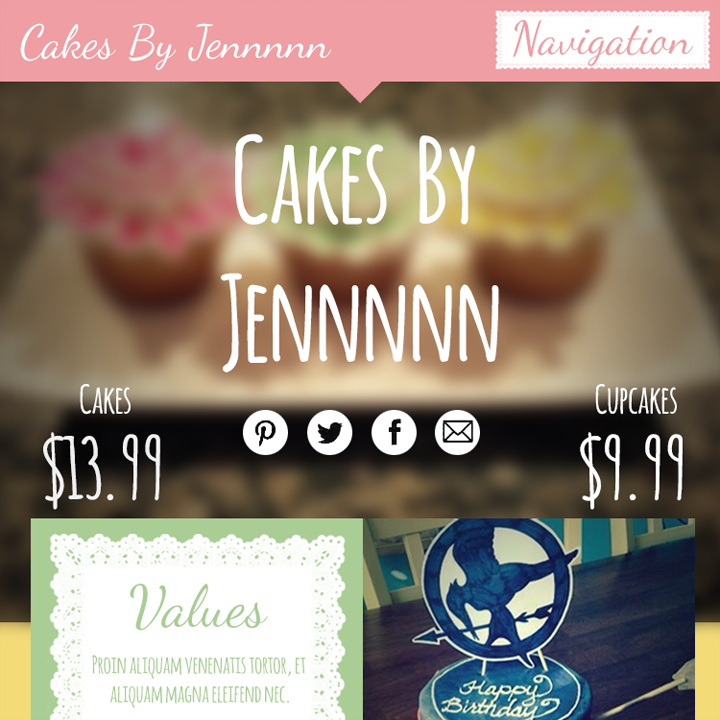 Cakes By Jennnnn
Navigation
Cakes By
Jennnnn
Cakes
$13.99
Cupcakes
$9.99
Values
Proin aliquam venenatis tortor, et
aliquam magna eleifend nec.
Happy
Birthday